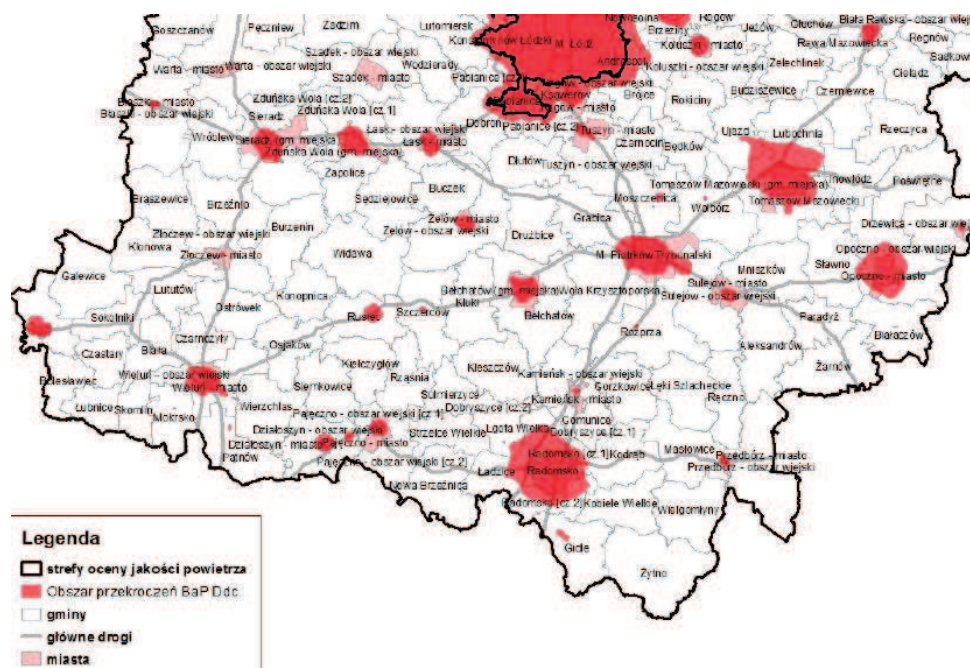 Goszczanów
Pęczniew
Zadzim
Lutomiersk
Konstantynów Łódzki
M. Łódź
Nowosolna
Brzeziny
Rogów
Jeżów
Głuchów
Biała Rawska - obszar wiejski
Regnów
Sadkowice
Warta - miasto
Warta - obszar wiejski
Szadek - obszar wiejski
Szadek - miasto
Wodzierady
Pabianice [cz.
Andrespol
Koluszki - miasto
Koluszki - obszar wiejski
Żelechlinek
Rawa Mazowiecka
Cielądz
Błaszki - miasto
Błaszki - obszar wiejski
Zduńska Wola [cz.2]
Zduńska Wola [cz.1]
Ksawerów
Pabianice
Rzgów - obszar wiejski
Rzgów - miasto
Brójce
Rokiciny
Budziszewice
Czerniewice
Wróblew
Sieradz
Sieradz (gm. miejska)
Zduńska Wola (gm. miejska)
Łask - obszar wiejski
Łask - miasto
Dobroń
Pabianice [cz.2]
Tuszyn - miasto
Czarnocin
Będków
Ujazd
Lubochnia
Rzeczyca
Zapolice
Dłutów
Tuszyn - obszar wiejski
Buczek
Sędziejowice
Moszczenica
Tomaszów Mazowiecki (gm. miejska)
Inowłódz
Poświętne
Wolbórz
Tomaszów Mazowiecki
Braszewice
Brzeźnio
Grabica
Drzewica - obszar wiejski
Zelów - miasto
Zelów - obszar wiejski
Burzenin
Drużbice
Złoczew - obszar wiejski
Złoczew - miasto
Klonowa
Widawa
M. Piotrków Trybunalski
Mniszków
Sławno
Opoczno - obszar wiejski
Opoczno - miasto
Galewice
Lututów
Konopnica
Bełchatów (gm. miejska)
Wola Krzysztoporska
Sulejów - miasto
Sulejów - obszar wiejski
Kluki
Ostrówek
Rusiec
Szczerców
Bełchatów
Paradyż
Sokolniki
Rozprza
Białaczów
Czarnożyły
Osjaków
Aleksandrów
Czastary
Biała
Kiełczygłów
Kleszczów
Kamieńsk - obszar wiejski
Żarnów
Wieluń - obszar wiejski
Wieluń - miasto
Rząśnia
Bolesławiec
Siemkowice
Sulmierzyce
Gorzkowice
Łęki Szlacheckie
Kamieńsk - miasto
Ręczno
Łubnice
Skomlin
Mokrsko
Wierzchlas
Pajęczno - obszar wiejski [cz.1]
Dobryszyce [cz.2]
Gomunice
Działoszyn - obszar wiejski
Działoszyn - miasto
Pajęczno - miasto
Strzelce Wielkie
Lgota Wielka
Dobryszyce [cz.1]
Pątnów
Radomsko [cz.1]
Kodrąb
Masłowice
Przedbórz - miasto
Przedbórz - obszar wiejski
Pajęczno - obszar wiejski [cz.2]
Ładzice
Radomsko
Nowa Brzeźnica
Radomsko [cz.2]
Kobiele Wielkie
Wielgomłyny
Gidle
Żytno
Legenda
strefy oceny jakości powietrza
Obszar przekroczeń BaP Ddc
gminy
główne drogi
miasta